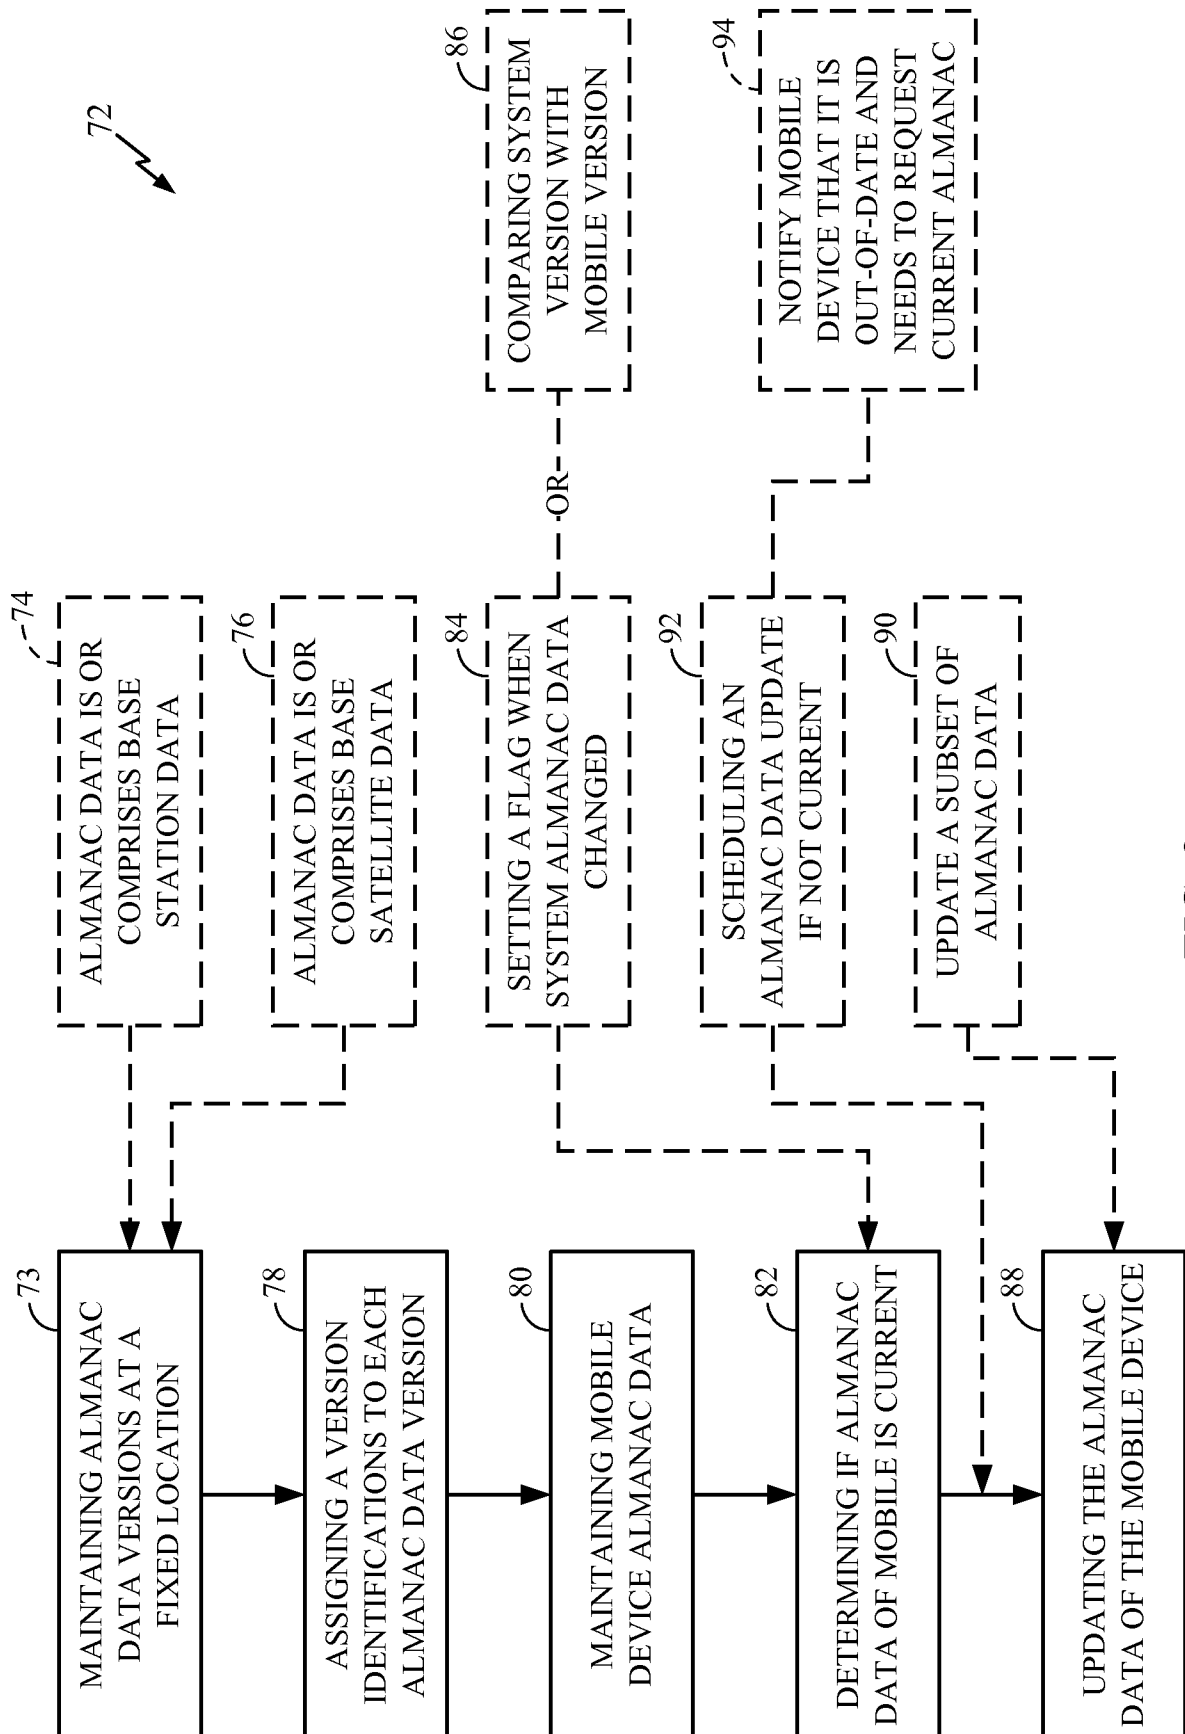 72
73
MAINTAINING ALMANAC
DATA VERSIONS AT A
FIXED LOCATION
74
ALMANAC DATA IS OR
COMPRISES BASE
STATION DATA
76
ALMANAC DATA IS OR
COMPRISES BASE
SATELLITE DATA
78
ASSIGNING A VERSION
IDENTIFICATIONS TO EACH
ALMANAC DATA VERSION
80
MAINTAINING MOBILE
DEVICE ALMANAC DATA
82
DETERMINING IF ALMANAC
DATA OF MOBILE IS CURRENT
84
SETTING A FLAG WHEN
SYSTEM ALMANAC DATA
CHANGED
OR
86
COMPARING SYSTEM
VERSION WITH
MOBILE VERSION
92
SCHEDULING AN
ALMANAC DATA UPDATE
IF NOT CURRENT
94
NOTIFY MOBILE
DEVICE THAT IT IS
OUT-OF-DATE AND
NEEDS TO REQUEST
CURRENT ALMANAC
88
UPDATING THE ALMANAC
DATA OF THE MOBILE DEVICE
90
UPDATE A SUBSET OF
ALMANAC DATA